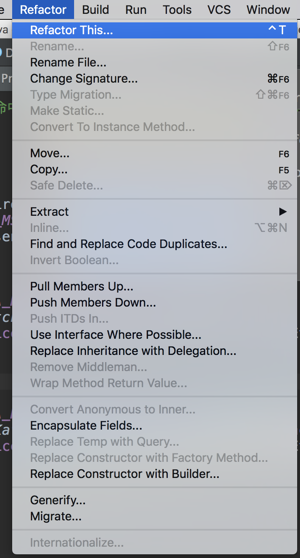 Refactor Build Run Tools VCS Window
Refactor This... ^T
Rename... ⇧F6
Rename File...
Change Signature... ⌘F6
Type Migration... ⇧⌘F6
Make Static...
Convert To Instance Method...
Move... F6
Copy... F5
Safe Delete... ⌘⌦
Extract ▶
Inline... ⌥⌘N
Find and Replace Code Duplicates...
Invert Boolean...
Pull Members Up...
Push Members Down...
Push ITDs In...
Use Interface Where Possible...
Replace Inheritance with Delegation...
Remove Middleman...
Wrap Method Return Value...
Convert Anonymous to Inner...
Encapsulate Fields...
Replace Temp with Query...
Replace Constructor with Factory Method...
Replace Constructor with Builder...
Generify...
Migrate...
Internationalize...